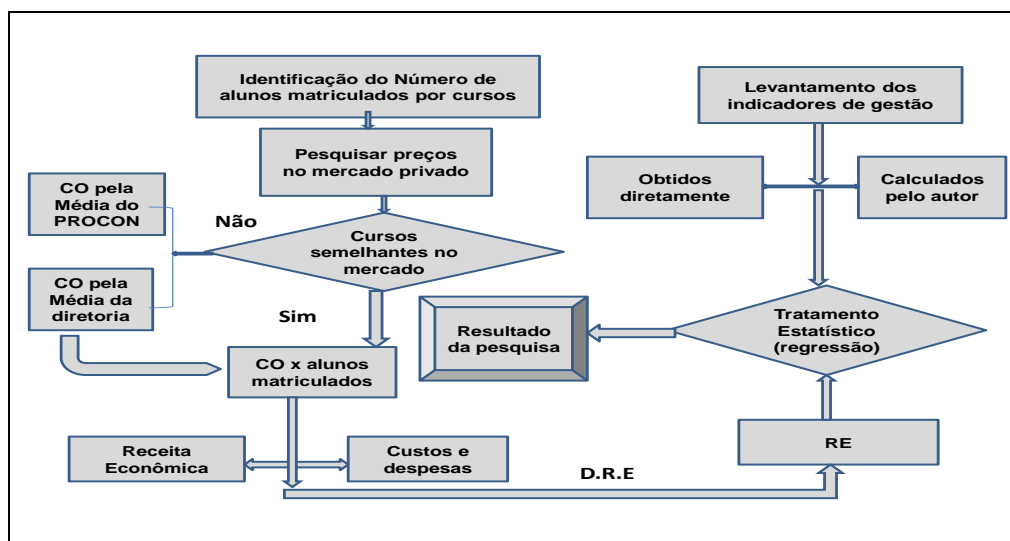 Identificação do Número de
alunos matriculados por cursos
Pesquisar preços
no mercado privado
CO pela
Média do
PROCON
Não
Cursos
semelhantes no
mercado
CO pela
Média da
diretoria
Sim
CO x alunos
matriculados
Receita
Econômica
Custos e
despesas
D.R.E
Levantamento dos
indicadores de gestão
Obtidos
diretamente
Calculados
pelo autor
Tratamento
Estatístico
(regressão)
Resultado
da pesquisa
RE